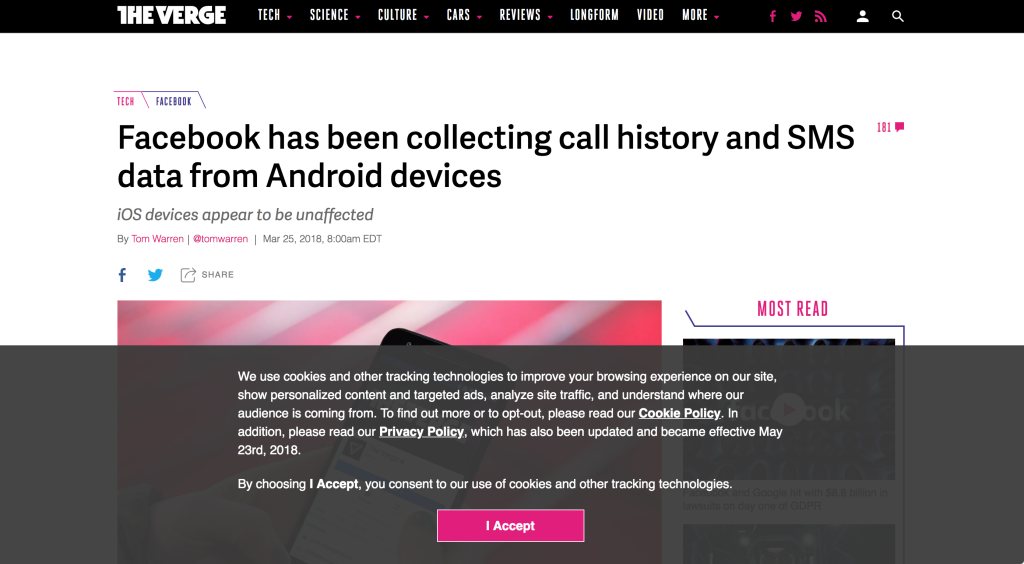 THE VERGE
TECH SCIENCE CULTURE CARS REVIEWS LONGFORM VIDEO MORE
TECH FACEBOOK
Facebook has been collecting call history and SMS
181
data from Android devices
iOS devices appear to be unaffected
By Tom Warren | @tomwarren | Mar 25, 2018, 8:00am EDT
SHARE
MOST READ
We use cookies and other tracking technologies to improve your browsing experience on our site,
show personalized content and targeted ads, analyze site traffic, and understand where our
audience is coming from. To find out more or to opt-out, please read our Cookie Policy. In
addition, please read our Privacy Policy, which has also been updated and became effective May
23rd, 2018.
By choosing I Accept, you consent to our use of cookies and other tracking technologies.
I Accept
facebook
Facebook and Google hit with $8.8 billion in
lawsuits on day one of GDPR